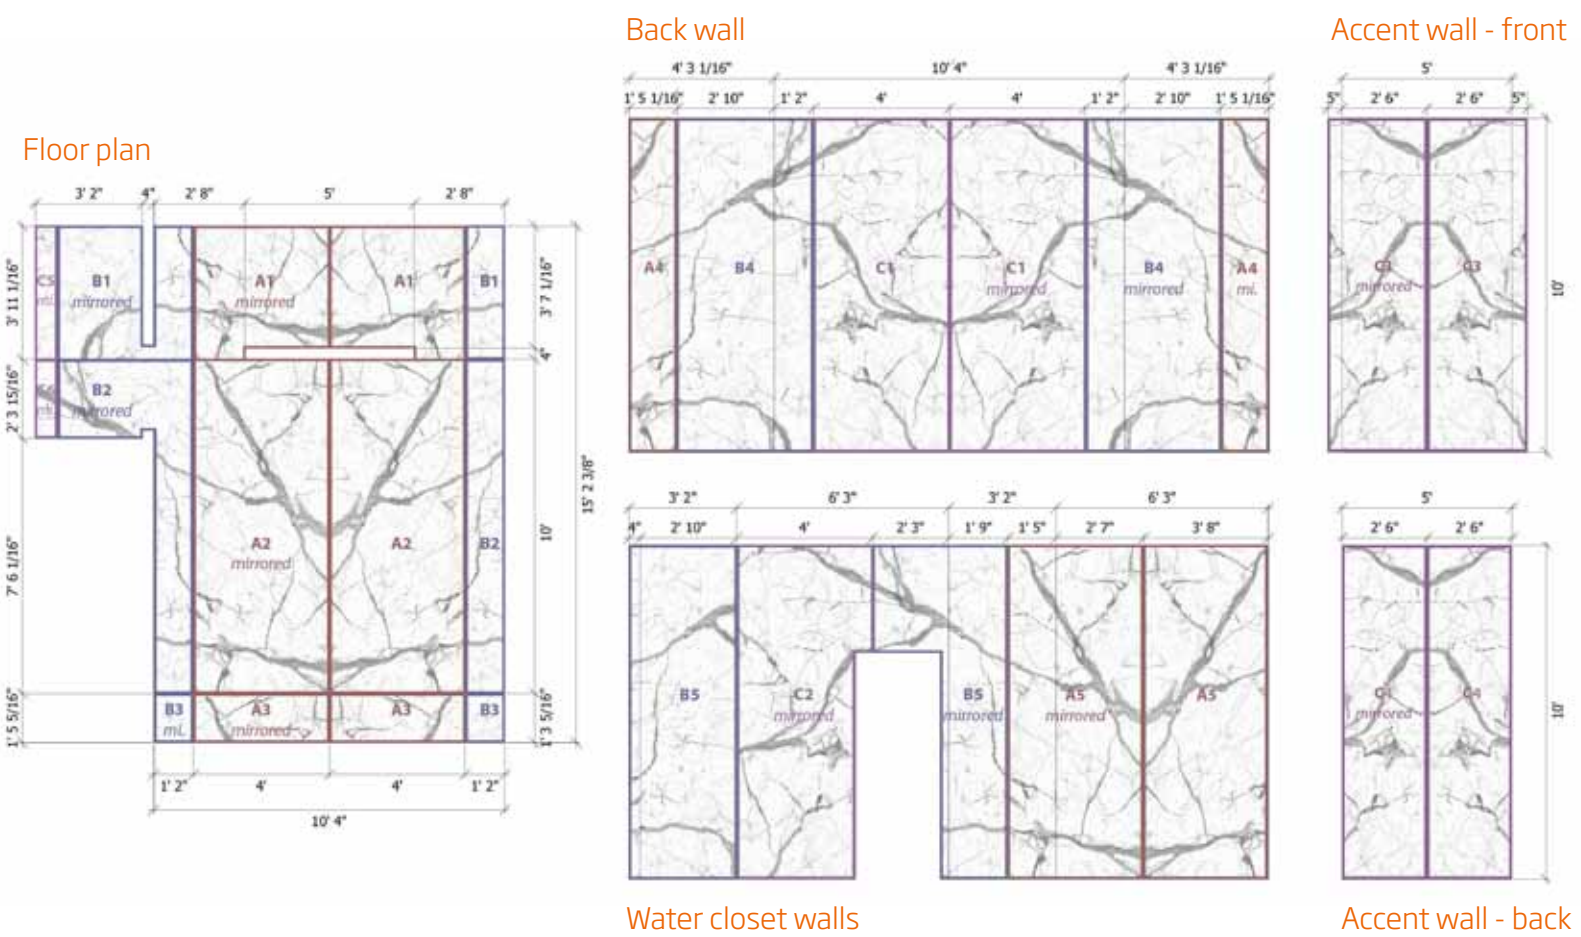 Floor plan
3' 2" 4" 2' 8" 5' 2' 8"
3' 11 1/16"
2' 3 15/16"
7' 6 1/16"
1' 5 5/16"
C5 B1 A1 A1 B1
mi. mirrored mirrored
B2
mi. mirrored
A2 A2 B2
mirrored
B3 A3 A3 B3
mi. mirrored
3' 7 1/16"
4"
10'
1' 3 5/16"
15' 2 3/8"
1' 2" 4' 4' 1' 2"
10' 4"
Back wall
4' 3 1/16" 10' 4" 4' 3 1/16"
1' 5 1/16" 2' 10" 1' 2" 4' 4' 1' 2" 2' 10" 1' 5 1/16"
A4 B4 C1 C1 B4 A4
mirrored mirrored mi.
Accent wall - front
5'
5" 2' 6" 2' 6" 5"
C3 C3
mirrored
10'
3' 2" 6' 3" 3' 2" 6' 3"
4" 2' 10" 4' 2' 3" 1' 9" 1' 5" 2' 7" 3' 8"
B5 C2 B5 A5 A5
mirrored mirrored mirrored
Water closet walls
5'
2' 6" 2' 6"
C4 C4
mirrored
10'
Accent wall - back